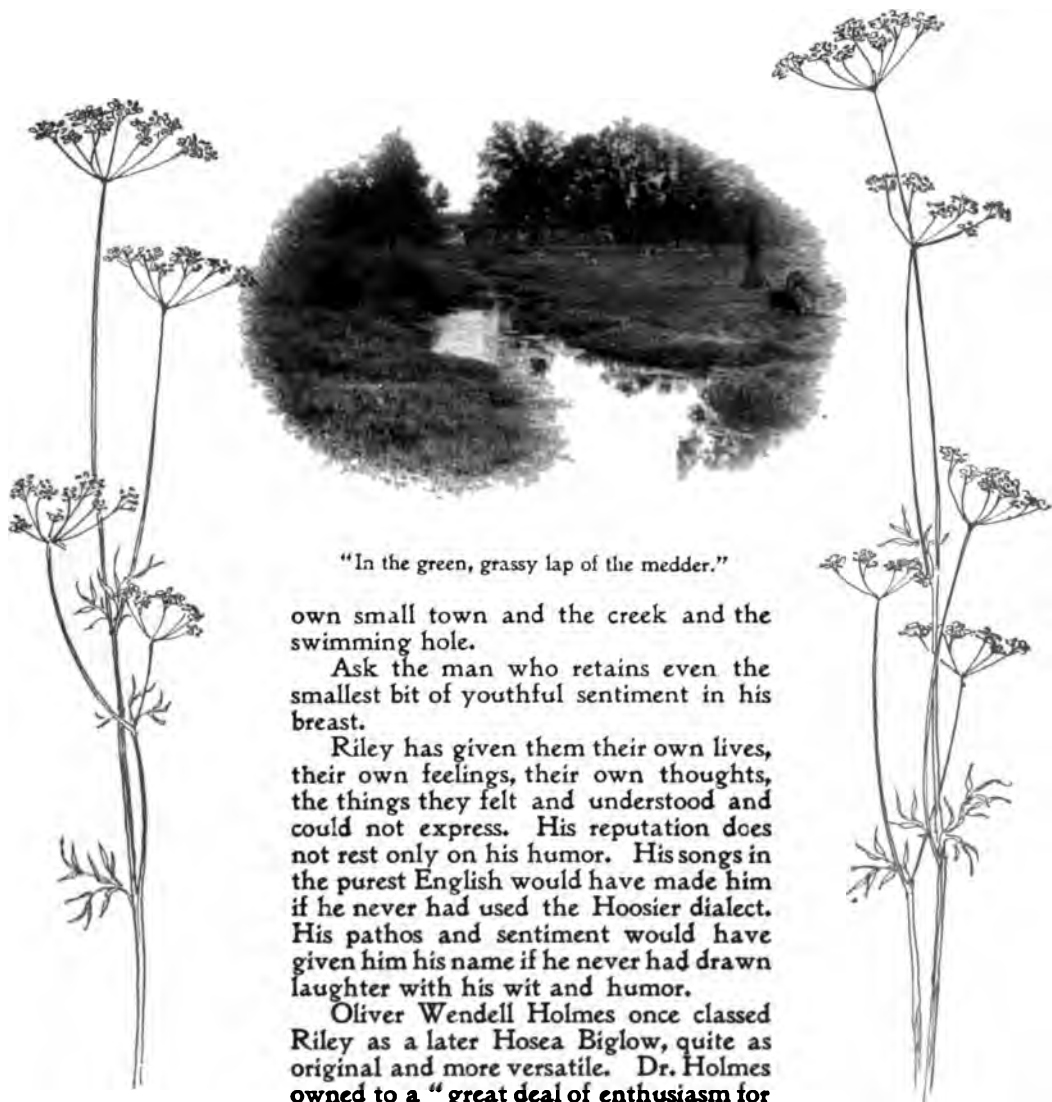 "In the green, grassy lap of the medder."
own small town and the creek and the
swimming hole.
Ask the man who retains even the
smallest bit of youthful sentiment in his
breast.
Riley has given them their own lives,
their own feelings, their own thoughts,
the things they felt and understood and
could not express. His reputation does
not rest only on his humor. His songs in
the purest English would have made him
if he never had used the Hoosier dialect.
His pathos and sentiment would have
given him his name if he never had drawn
laughter with his wit and humor.
Oliver Wendell Holmes once classed
Riley as a later Hosea Biglow, quite as
original and more versatile. Dr. Holmes
owned to a "great deal of enthusiasm for